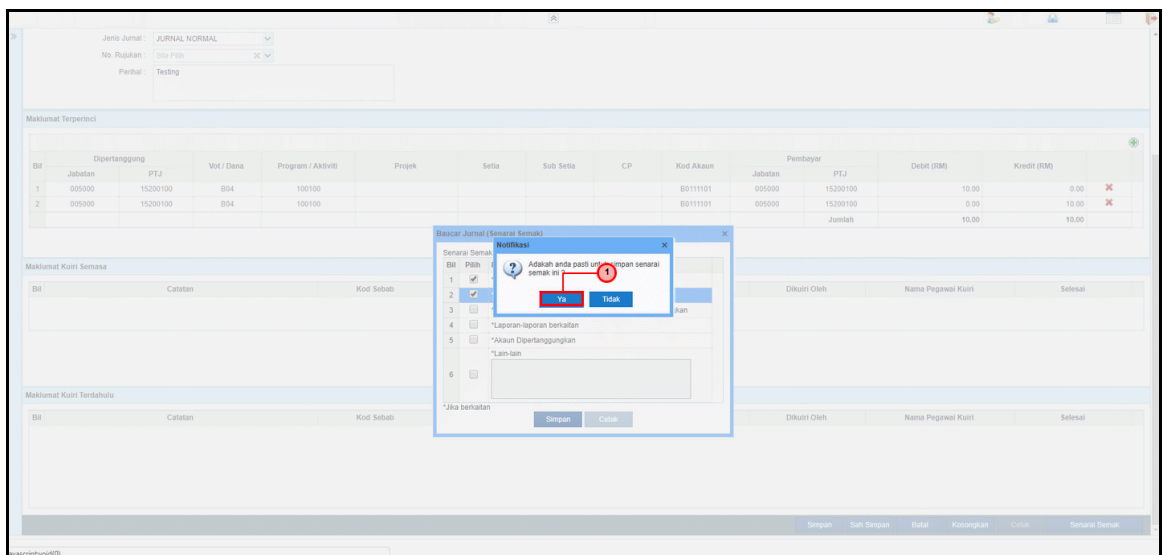 Jenis Jurnal : JURNAL NORMAL
No. Rujukan : Sila Pilih
Perihal : Testing
Maklumat Terperinci
Bil Dipertanggung Vot / Dana Program / Aktiviti Projek Setia Sub Setia CP Kod Akaun Pembayar Debit (RM) Kredit (RM)
Jabatan PTJ Jabatan PTJ
1 005000 15200100 B04 100100 B0111101 005000 15200100 10.00 0.00
2 005000 15200100 B04 100100 B0111101 005000 15200100 0.00 10.00
Jumlah 10.00 10.00
Baucar Jurnal (Senarai Semak)
Senarai Semak
Bil Pilih
1
2
3 kan
4 *Laporan-laporan berkaitan
5 *Akaun Dipertanggungkan
*Lain-lain
6
*Jika berkaitan
Simpan Cetak
Notifikasi
Adakah anda pasti untuk simpan senarai
semak ini ?
1
Ya Tidak
Maklumat Kuiri Semasa
Bil Catatan Kod Sebab Dikuiri Oleh Nama Pegawai Kuiri Selesai
Maklumat Kuiri Terdahulu
Bil Catatan Kod Sebab Dikuiri Oleh Nama Pegawai Kuiri Selesai
Simpan Sah Simpan Batal Kosongkan Cetak Senarai Semak
avascript:void(0)